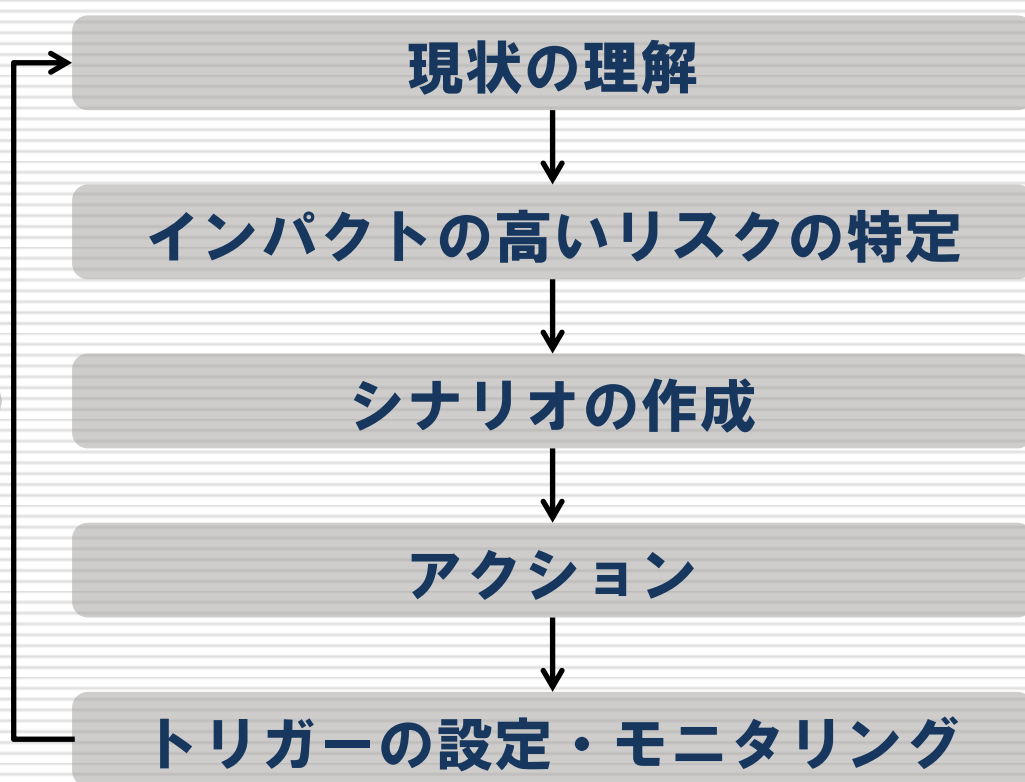 現状の理解
インパクトの高いリスクの特定
シナリオの作成
アクション
トリガーの設定・モニタリング